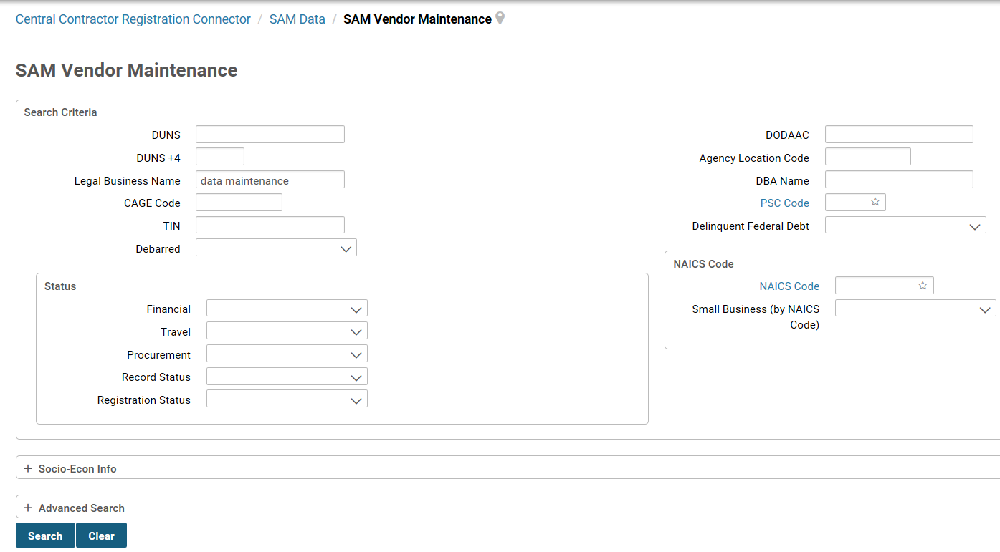 Central Contractor Registration Connector / SAM Data / SAM Vendor Maintenance
SAM Vendor Maintenance
Search Criteria
DUNS
DUNS +4
Legal Business Name data maintenance
CAGE Code
TIN
Debarred
DODAAC
Agency Location Code
DBA Name
PSC Code
Delinquent Federal Debt
Status
Financial
Travel
Procurement
Record Status
Registration Status
NAICS Code
NAICS Code
Small Business (by NAICS
Code)
+ Socio-Econ Info
+ Advanced Search
Search Clear